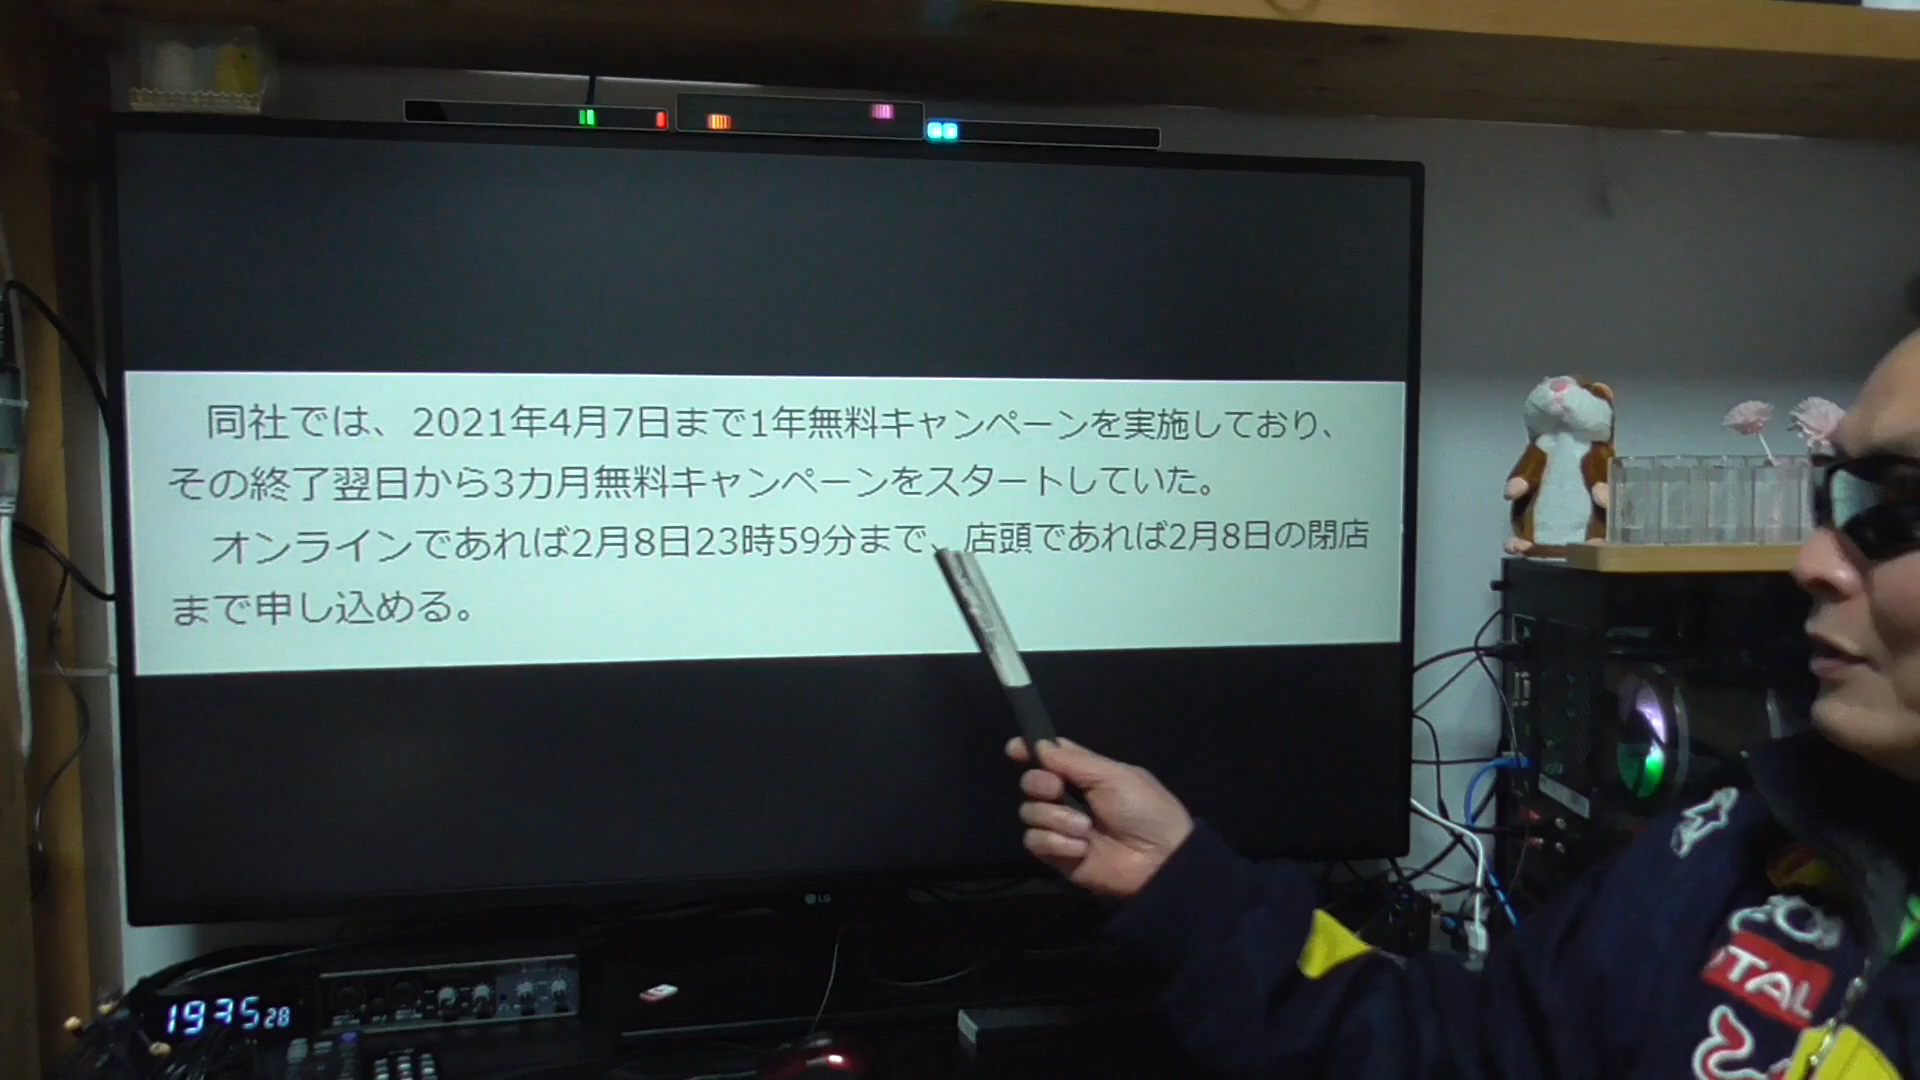 同社では、2021年4月7日まで1年無料キャンペーンを実施しており、
その終了翌日から3カ月無料キャンペーンをスタートしていた。
オンラインであれば2月8日23時59分まで、店頭であれば2月8日の閉店
まで申し込める。
LG
19:35 28
TOTAL